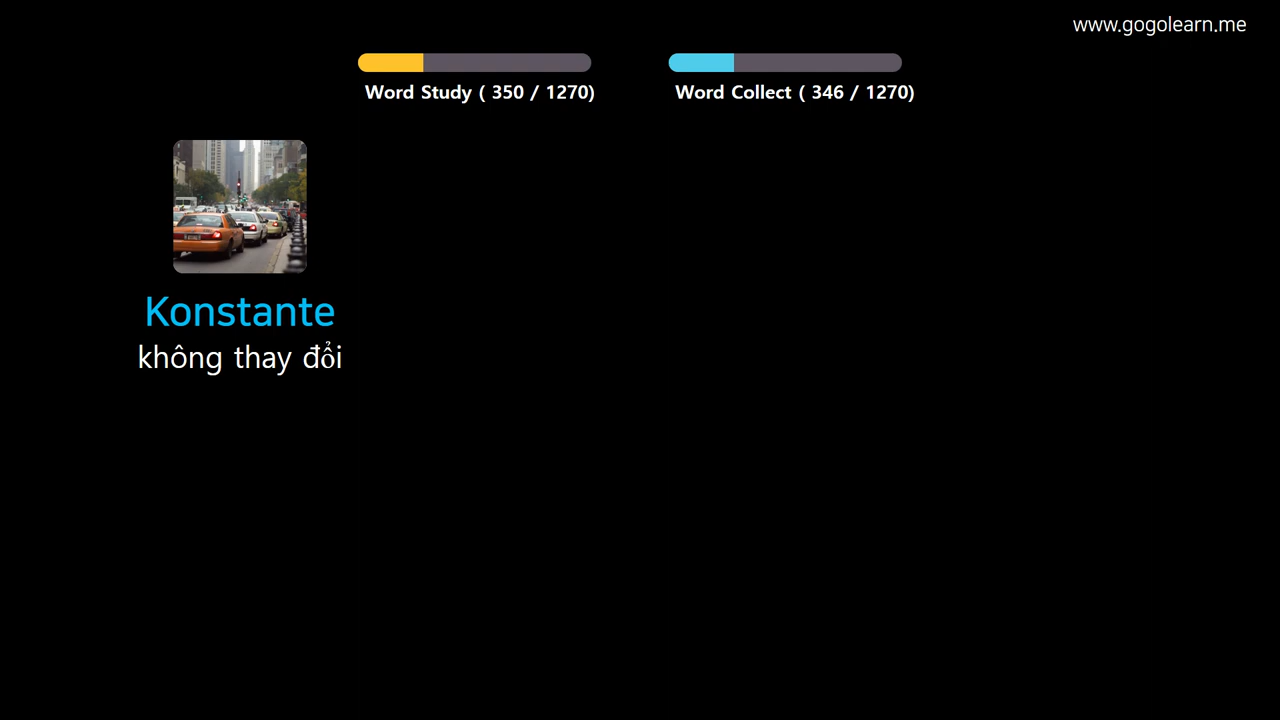 www.gogolearn.me
Word Study ( 350 / 1270)
Word Collect ( 346 / 1270)
Konstante
không thay đổi